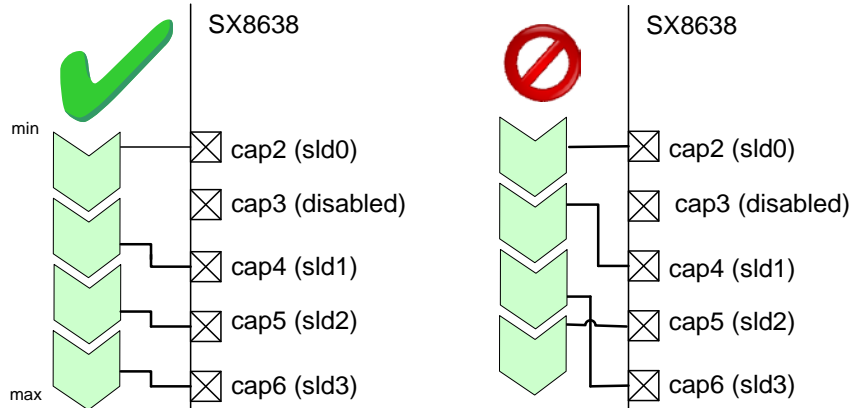 SX8638
min
cap2 (sld0)
cap3 (disabled)
cap4 (sld1)
cap5 (sld2)
cap6 (sld3)
max
SX8638
cap2 (sld0)
cap3 (disabled)
cap4 (sld1)
cap5 (sld2)
cap6 (sld3)